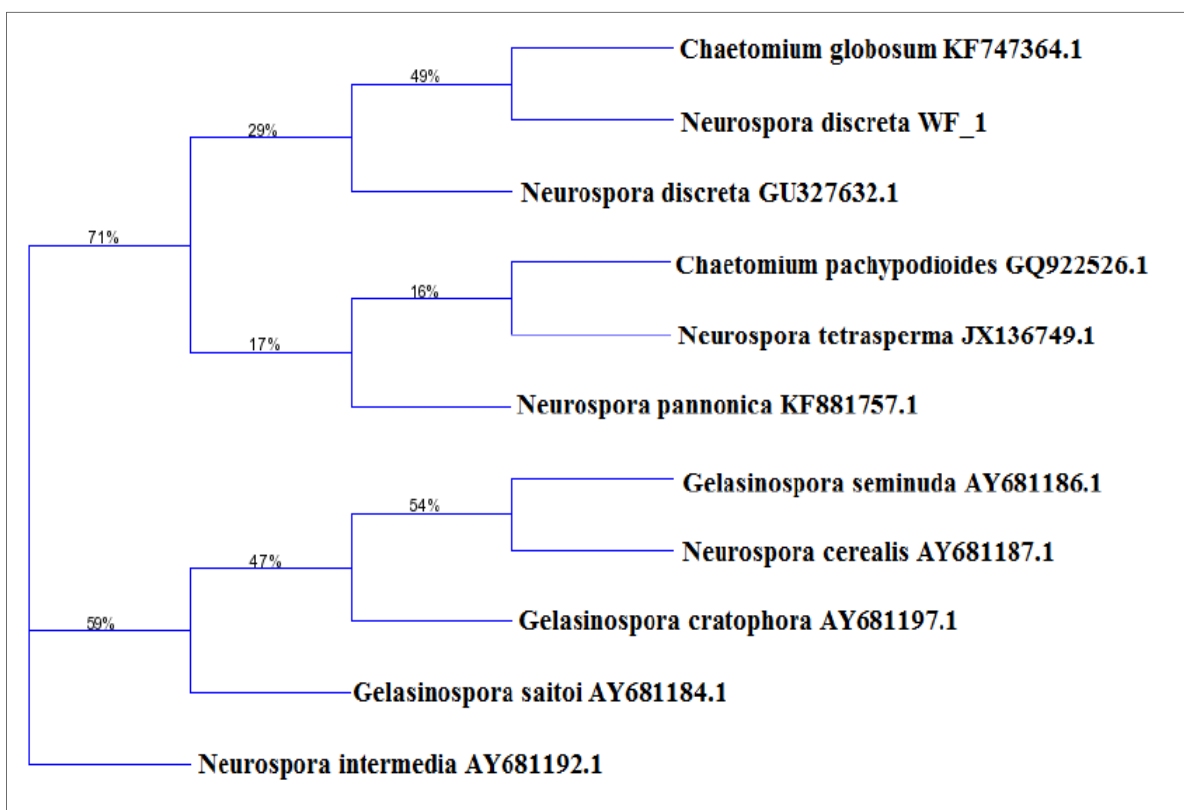 Chaetomium globosum KF747364.1
49%
Neurospora discreta WF_1
29%
Neurospora discreta GU327632.1
71%
Chaetomium pachypodioides GQ922526.1
16%
Neurospora tetrasperma JX136749.1
17%
Neurospora pannonica KF881757.1
Gelasinospora seminuda AY681186.1
54%
Neurospora cerealis AY681187.1
47%
Gelasinospora cratophora AY681197.1
59%
Gelasinospora saitoi AY681184.1
Neurospora intermedia AY681192.1